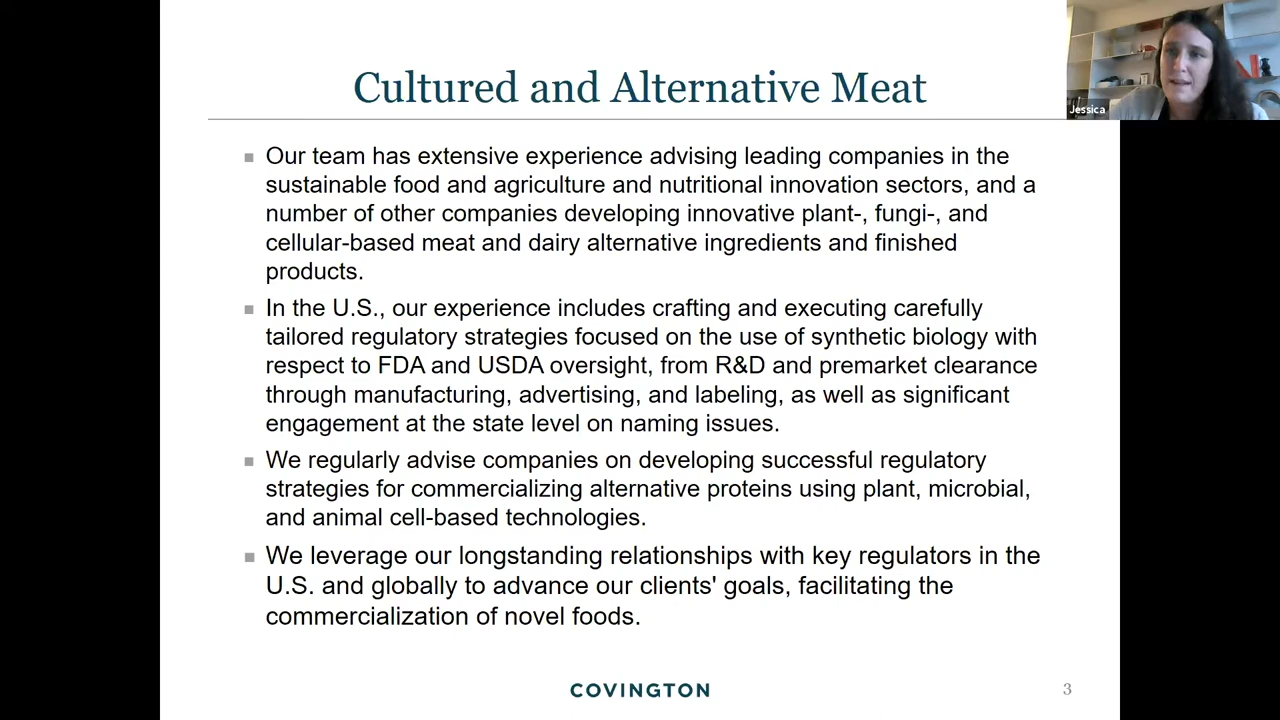 Cultured and Alternative Meat
Jessica
Our team has extensive experience advising leading companies in the
sustainable food and agriculture and nutritional innovation sectors, and a
number of other companies developing innovative plant-, fungi-, and
cellular-based meat and dairy alternative ingredients and finished
products.
In the U.S., our experience includes crafting and executing carefully
tailored regulatory strategies focused on the use of synthetic biology with
respect to FDA and USDA oversight, from R&D and premarket clearance
through manufacturing, advertising, and labeling, as well as significant
engagement at the state level on naming issues.
We regularly advise companies on developing successful regulatory
strategies for commercializing alternative proteins using plant, microbial,
and animal cell-based technologies.
We leverage our longstanding relationships with key regulators in the
U.S. and globally to advance our clients' goals, facilitating the
commercialization of novel foods.
COVINGTON
3